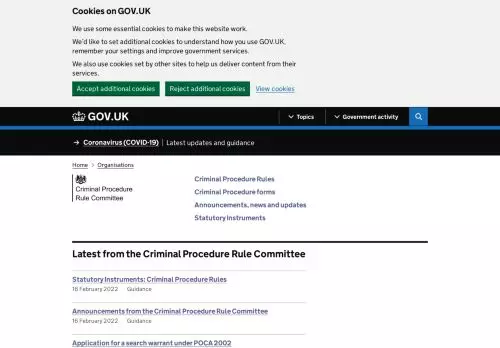 Cookies on GOV.UK
We use some essential cookies to make this website work.
We'd like to set additional cookies to understand how you use GOV.UK,
remember your settings and improve government services.
We also use cookies set by other sites to help us deliver content from their
services.
Accept additional cookies Reject additional cookies View cookies
GOV.UK Topics Government activity
→ Coronavirus (COVID-19) Latest updates and guidance
Home > Organisations
Criminal Procedure
Rule Committee
Criminal Procedure Rules
Criminal Procedure forms
Announcements, news and updates
Statutory Instruments
Latest from the Criminal Procedure Rule Committee
Statutory Instruments: Criminal Procedure Rules
16 February 2022 Guidance
Announcements from the Criminal Procedure Rule Committee
16 February 2022 Guidance
Application for a search warrant under POCA 2002